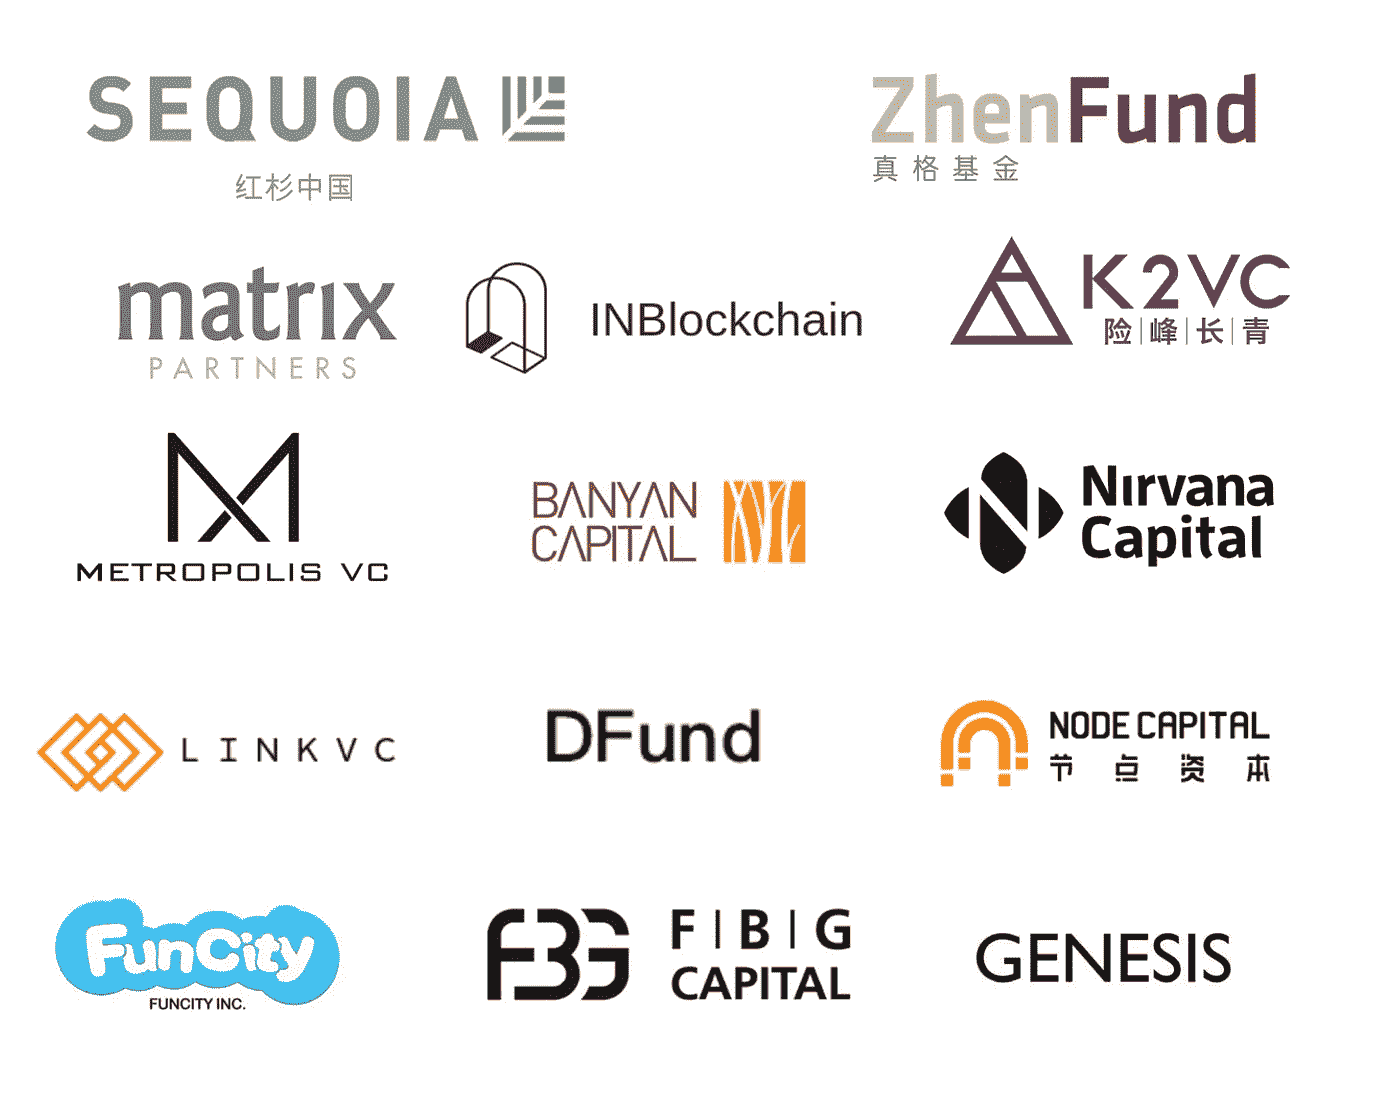 SEQUOIA
红杉中国
ZhenFund
真格基金
matrix
PARTNERS
INBlockchain
K2VC
险|峰|长|青
METROPOLIS VC
BANYAN
CAPITAL
Nirvana
Capital
LINKVC
DFund
NODE CAPITAL
节点资本
FunCity
FUNCITY INC.
FBG
F|B|G
CAPITAL
GENESIS